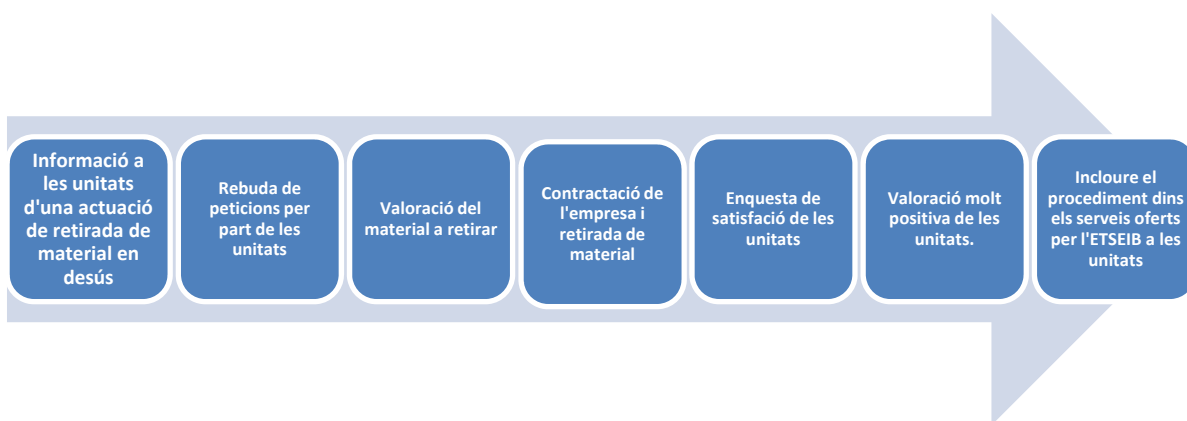 Informació a
les unitats
d'una actuació
de retirada de
material en
desús
Rebuda de
peticions per
part de les
unitats
Valoració del
material a retirar
Contractació de
l'empresa i
retirada de
material
Enquesta de
satisfacció de les
unitats
Valoració molt
positiva de les
unitats.
Incloure el
procediment dins
els serveis oferts
per l'ETSEIB a les
unitats